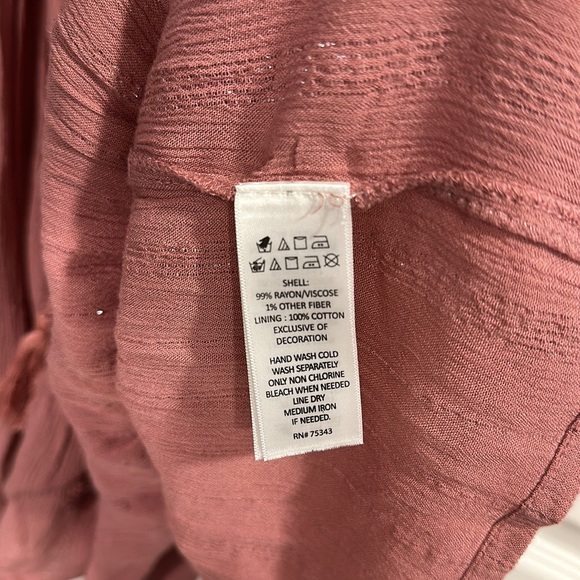 SHELL:
99% RAYON/VISCOSE
1% OTHER FIBER
LINING : 100% COTTON
EXCLUSIVE OF
DECORATION
HAND WASH COLD
WASH SEPARATELY
ONLY NON CHLORINE
BLEACH WHEN NEEDED
LINE DRY
MEDIUM IRON
IF NEEDED.
RN# 75343